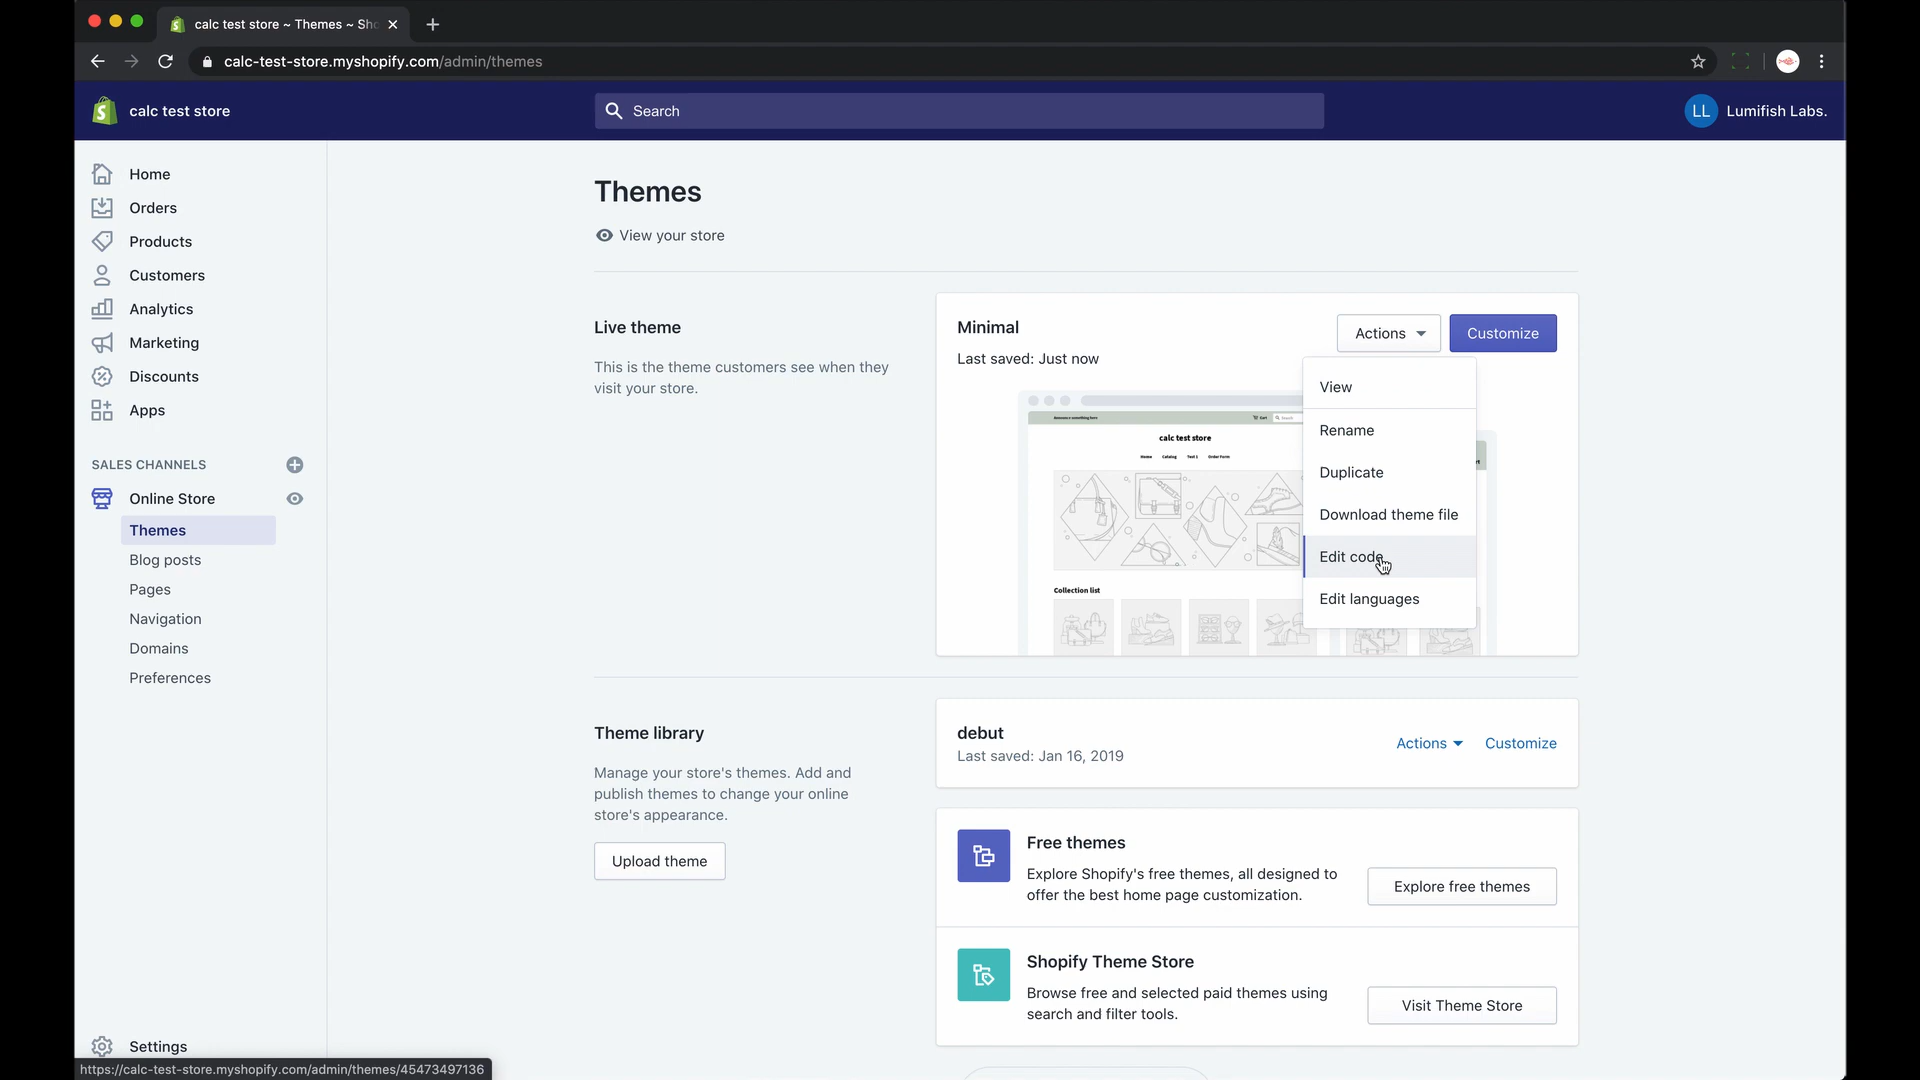 calc test store ~ Themes ~ Sh
calc-test-store.myshopify.com/admin/themes
calc test store
Search
LL
Lumifish Labs.
Home
Orders
Products
Customers
Analytics
Marketing
Discounts
Apps
SALES CHANNELS
Online Store
Themes
Blog posts
Pages
Navigation
Domains
Preferences
Settings
https://calc-test-store.myshopify.com/admin/themes/45473497136
Themes
View your store
Live theme
This is the theme customers see when they
visit your store.
Minimal
Last saved: Just now
Actions
Customize
View
Rename
Duplicate
Download theme file
Edit code
Edit languages
Announce something here
Cart
Search
calc test store
Home Catalog Test 1 Order Form
Collection list
Theme library
Manage your store's themes. Add and
publish themes to change your online
store's appearance.
Upload theme
debut
Last saved: Jan 16, 2019
Actions
Customize
Free themes
Explore Shopify's free themes, all designed to
offer the best home page customization.
Explore free themes
Shopify Theme Store
Browse free and selected paid themes using
search and filter tools.
Visit Theme Store